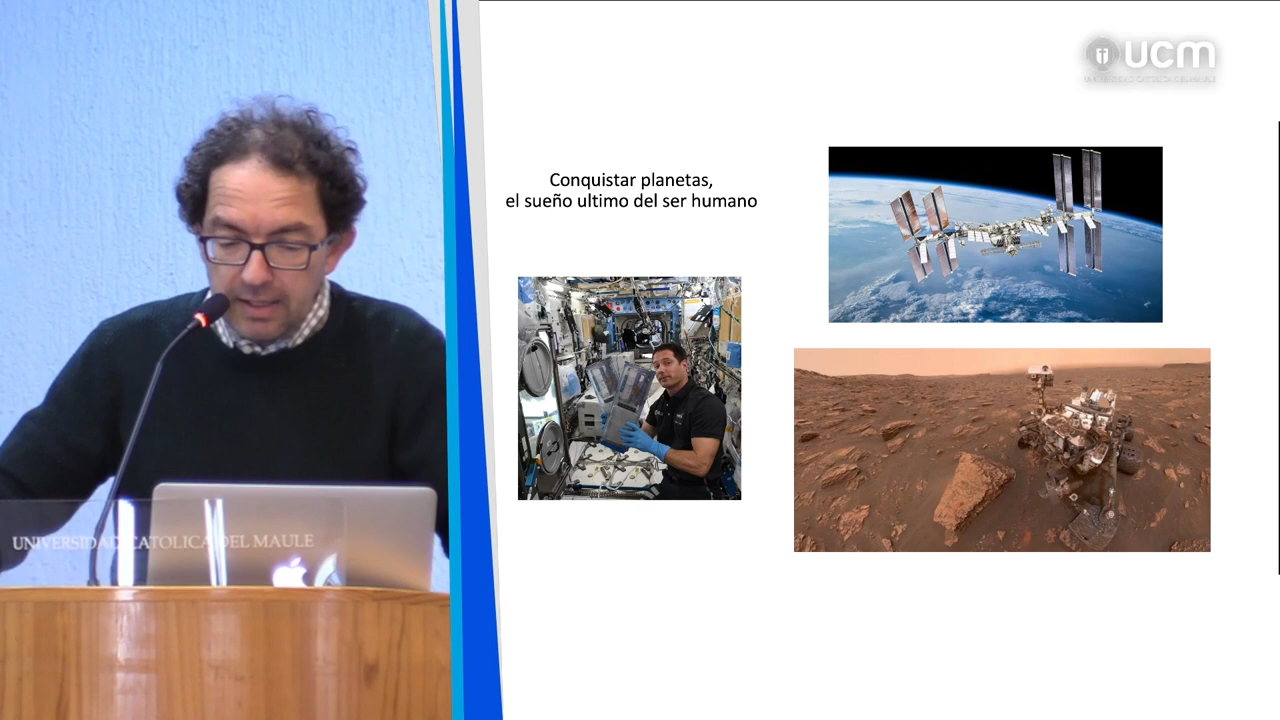 ucm
Conquistar planetas,
el sueño ultimo del ser humano
UNIVERSIDAD CATOLICA DEL MAULE